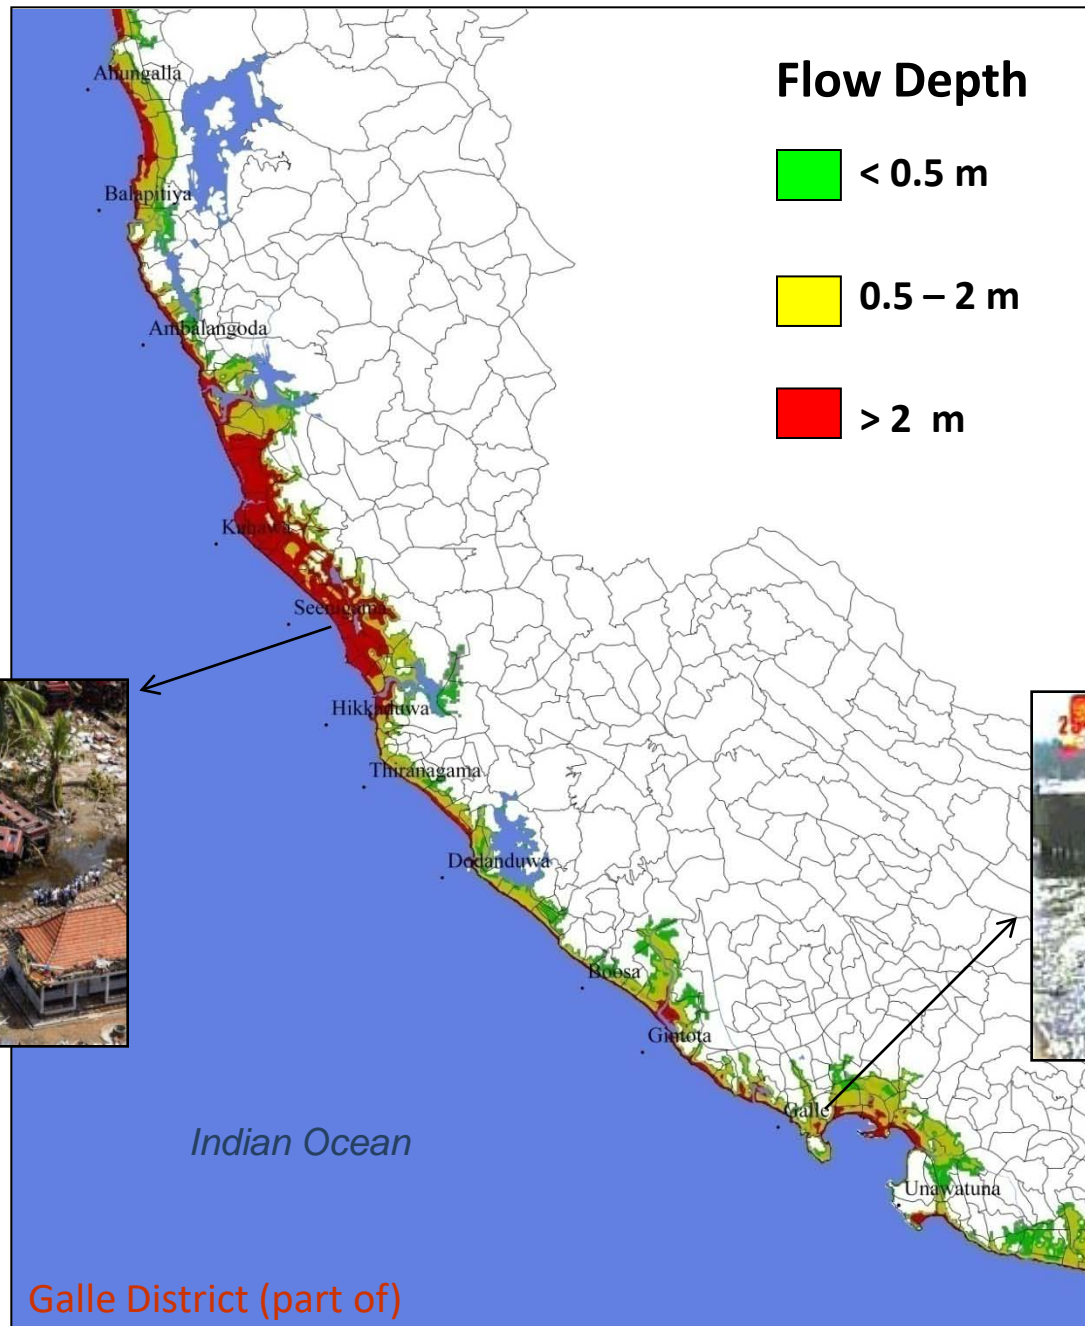 Flow Depth
< 0.5 m
0.5 – 2 m
> 2 m
Ahungalla
Balapitiya
Ambalangoda
Kahawa
Seenigama
Hikkaduwa
Thiranagama
Dodanduwa
Boosa
Gintota
Galle
Unawatuna
Indian Ocean
Galle District (part of)